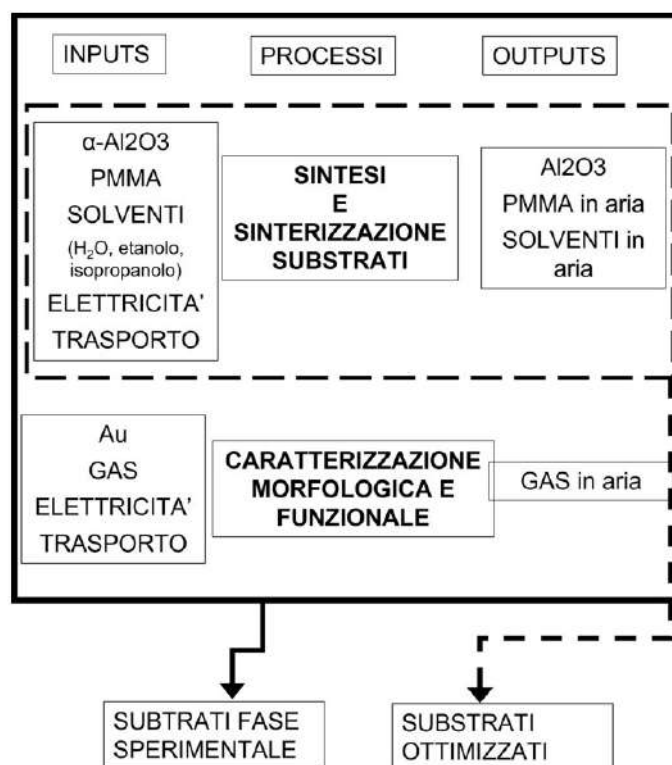 INPUTS
PROCESSI
OUTPUTS
α-Al2O3
PMMA
SOLVENTI
(H₂O, etanolo,
isopropanolo)
ELETTRICITA'
TRASPORTO
SINTESI
E
SINTERIZZAZIONE
SUBSTRATI
Al2O3
PMMA in aria
SOLVENTI in
aria
Au
GAS
ELETTRICITA'
TRASPORTO
CARATTERIZZAZIONE
MORFOLOGICA E
FUNZIONALE
GAS in aria
SUBTRATI FASE
SPERIMENTALE
SUBSTRATI
OTTIMIZZATI